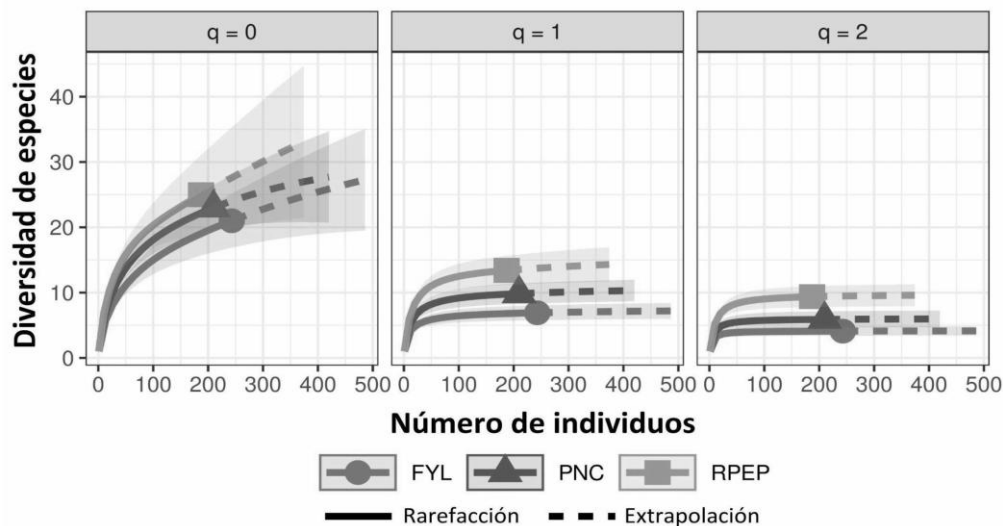 q = 0
q = 1
q = 2
Diversidad de especies
40
30
20
10
0
0 100 200 300 400 500
0 100 200 300 400 500
0 100 200 300 400 500
Número de individuos
FYL
PNC
RPEP
Rarefacción
Extrapolación